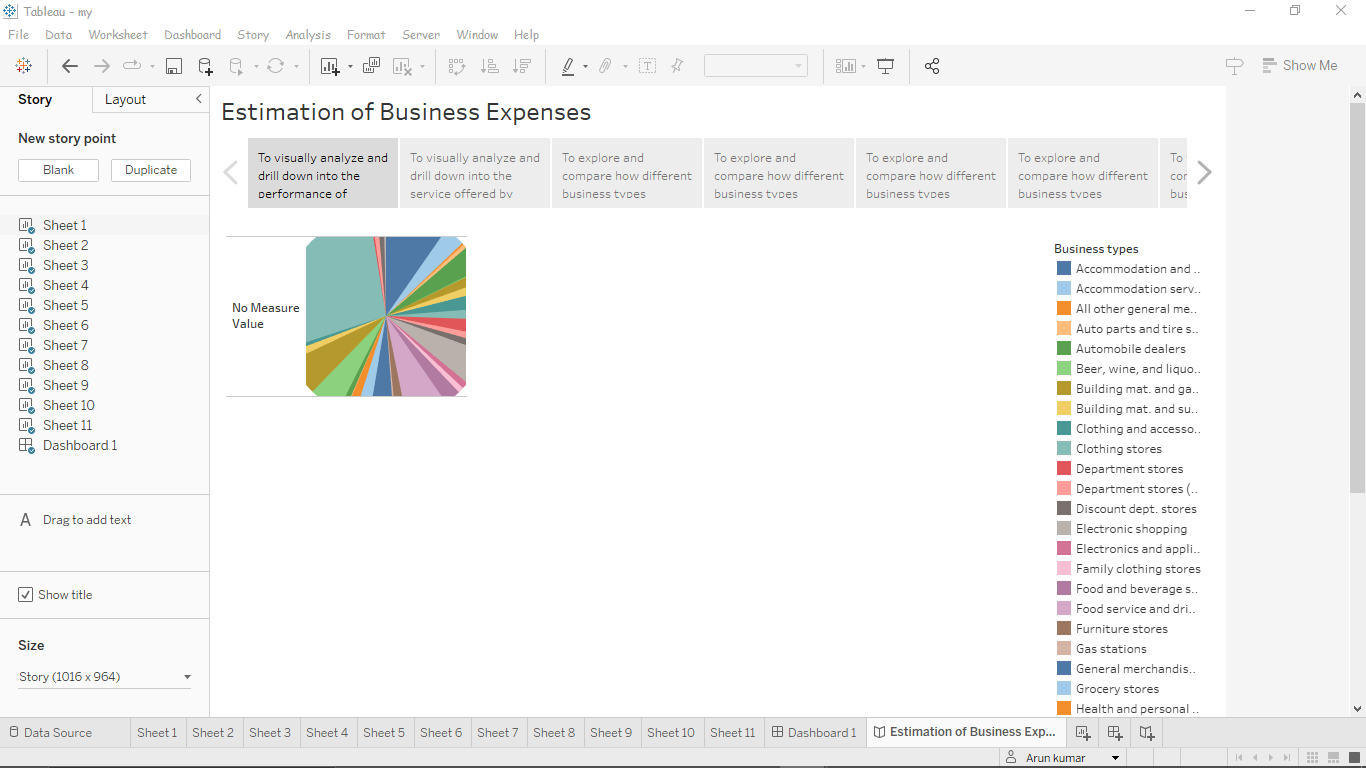 Tableau - my
File Data Worksheet Dashboard Story Analysis Format Server Window Help
Show Me
Story
Layout
New story point
Blank
Duplicate
Sheet 1
Sheet 2
Sheet 3
Sheet 4
Sheet 5
Sheet 6
Sheet 7
Sheet 8
Sheet 9
Sheet 10
Sheet 11
Dashboard 1
A Drag to add text
Show title
Size
Story (1016 x 964)
Estimation of Business Expenses
To visually analyze and
drill down into the
performance of
To visually analyze and
drill down into the
service offered by
To explore and
compare how different
business types
To explore and
compare how different
business types
To explore and
compare how different
business types
To explore and
compare how different
business types
To
cor
bus
No Measure
Value
Business types
Accommodation and ..
Accommodation serv..
All other general me..
Auto parts and tire s..
Automobile dealers
Beer, wine, and liquo..
Building mat. and ga..
Building mat. and su..
Clothing and accesso..
Clothing stores
Department stores
Department stores (..
Discount dept. stores
Electronic shopping
Electronics and appli..
Family clothing stores
Food and beverage s..
Food service and dri..
Furniture stores
Gas stations
General merchandis..
Grocery stores
Health and personal ..
Data Source Sheet 1 Sheet 2 Sheet 3 Sheet 4 Sheet 5 Sheet 6 Sheet 7 Sheet 8 Sheet 9 Sheet 10 Sheet 11 Dashboard 1 Estimation of Business Exp...
Arun kumar